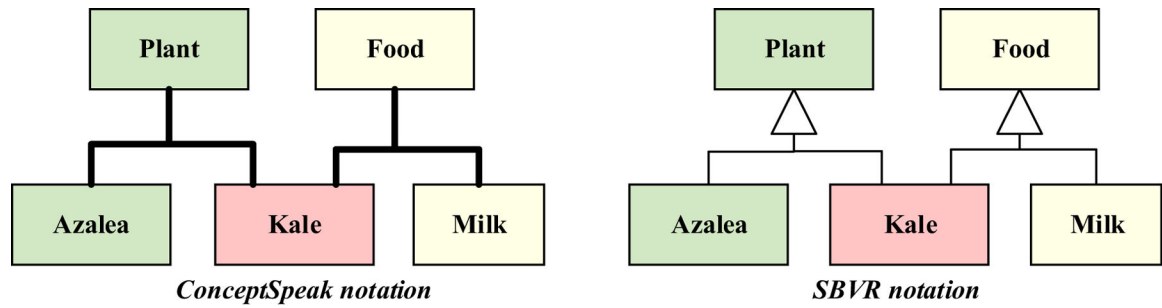 Plant
Food
Azalea
Kale
Milk
ConceptSpeak notation
Plant
Food
Azalea
Kale
Milk
SBVR notation